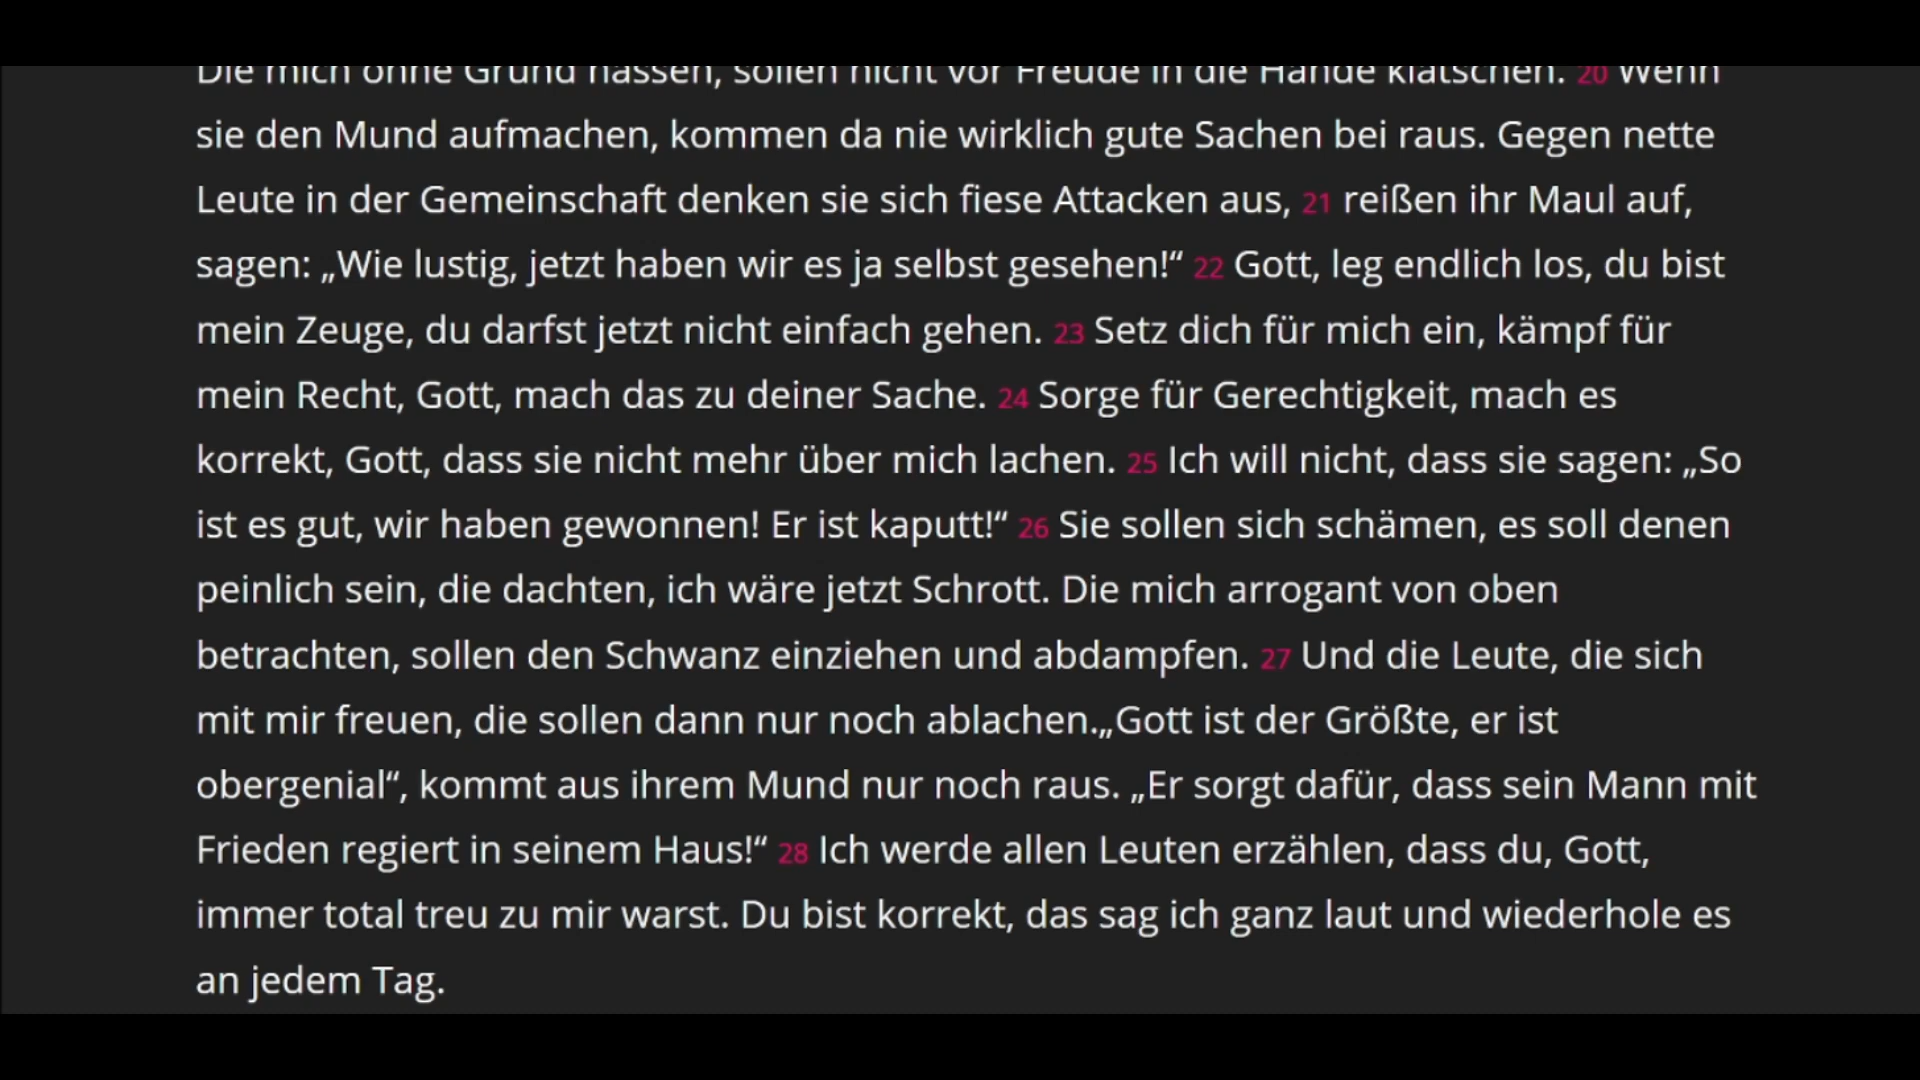 Die mich ohne Grund hassen, sollen nicht vor Freude in die Hände klatschen. 20 Wenn
sie den Mund aufmachen, kommen da nie wirklich gute Sachen bei raus. Gegen nette
Leute in der Gemeinschaft denken sie sich fiese Attacken aus, 21 reißen ihr Maul auf,
sagen: „Wie lustig, jetzt haben wir es ja selbst gesehen!“ 22 Gott, leg endlich los, du bist
mein Zeuge, du darfst jetzt nicht einfach gehen. 23 Setz dich für mich ein, kämpf für
mein Recht, Gott, mach das zu deiner Sache. 24 Sorge für Gerechtigkeit, mach es
korrekt, Gott, dass sie nicht mehr über mich lachen. 25 Ich will nicht, dass sie sagen: „So
ist es gut, wir haben gewonnen! Er ist kaputt!“ 26 Sie sollen sich schämen, es soll denen
peinlich sein, die dachten, ich wäre jetzt Schrott. Die mich arrogant von oben
betrachten, sollen den Schwanz einziehen und abdampfen. 27 Und die Leute, die sich
mit mir freuen, die sollen dann nur noch ablachen.„Gott ist der Größte, er ist
obergenial“, kommt aus ihrem Mund nur noch raus. „Er sorgt dafür, dass sein Mann mit
Frieden regiert in seinem Haus!“ 28 Ich werde allen Leuten erzählen, dass du, Gott,
immer total treu zu mir warst. Du bist korrekt, das sag ich ganz laut und wiederhole es
an jedem Tag.